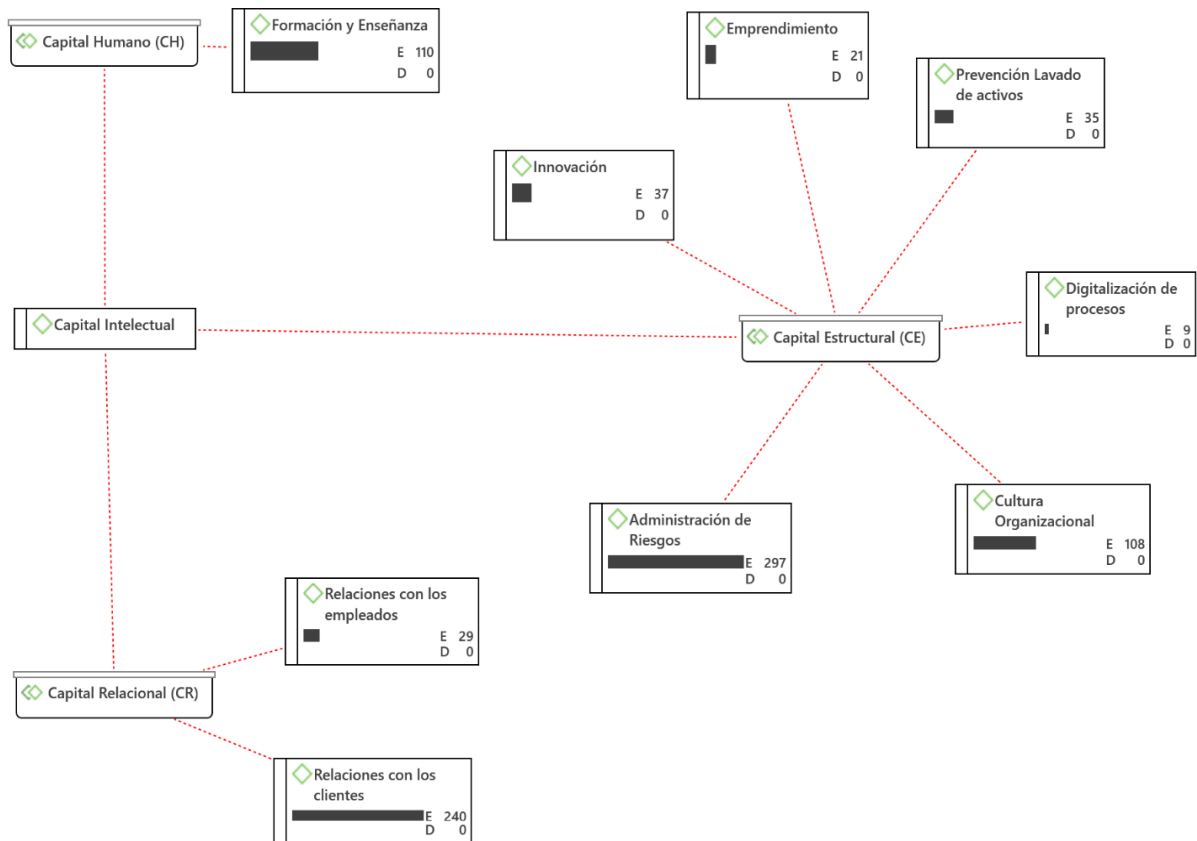 Capital Humano (CH)
Formación y Enseñanza
E 110
D 0
Emprendimiento
E 21
D 0
Prevención Lavado
de activos
E 35
D 0
Innovación
E 37
D 0
Digitalización de
procesos
E 9
D 0
Capital Intelectual
Capital Estructural (CE)
Administración de
Riesgos
E 297
D 0
Cultura
Organizacional
E 108
D 0
Relaciones con los
empleados
E 29
D 0
Capital Relacional (CR)
Relaciones con los
clientes
E 240
D 0